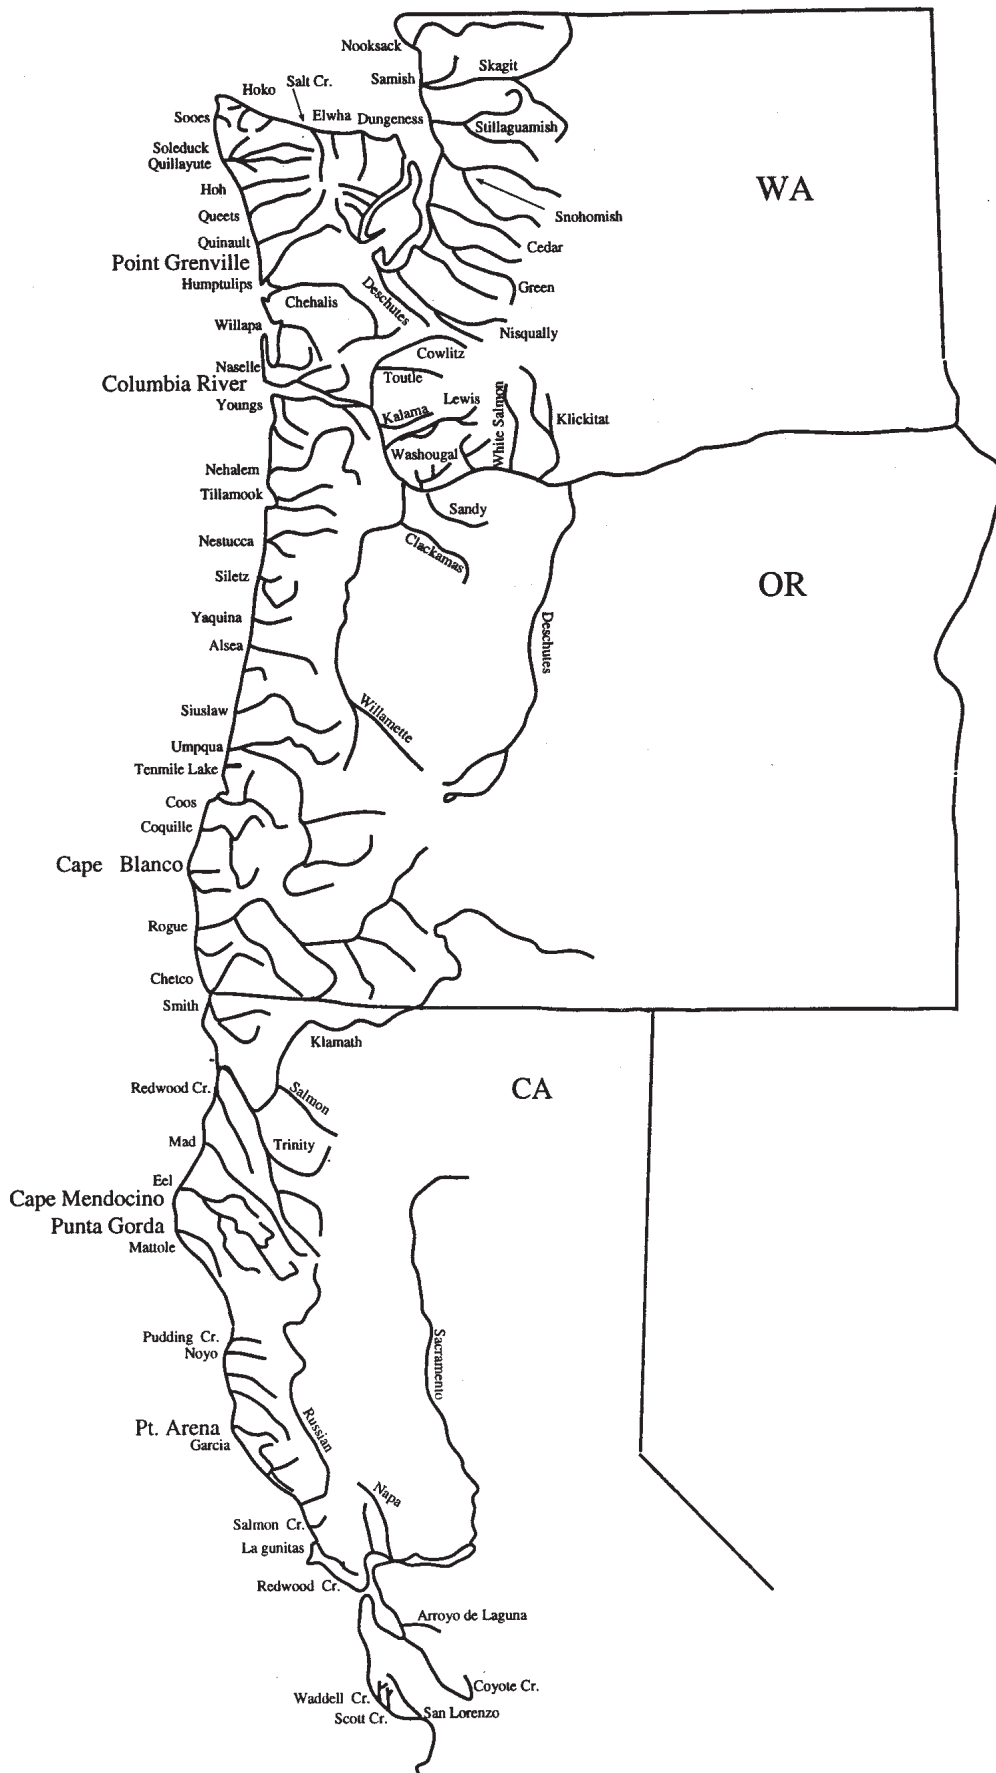 Nooksack
Skagit
Samish
Salt Cr.
Hoko
Elwha
Dungeness
Sooes
Stillaguamish
Soleduck
Quillayute
WA
Hoh
Queets
Snohomish
Quinault
Cedar
Point Grenville
Humptulips
Deschutes
Green
Chehalis
Willapa
Nisqually
Cowlitz
Naselle
Toutle
Columbia River
Lewis
Youngs
Kalama
White Salmon
Klickitat
Washougal
Nehalem
Tillamook
Sandy
Nestucca
Clackamas
Siletz
OR
Yaquina
Alsea
Deschutes
Siuslaw
Willamette
Umpqua
Tenmile Lake
Coos
Coquille
Cape Blanco
Rogue
Chetco
Smith
Klamath
Redwood Cr.
Salmon
CA
Mad
Trinity
Eel
Cape Mendocino
Punta Gorda
Mattole
Pudding Cr.
Noyo
Sacramento
Russian
Pt. Arena
Garcia
Napa
Salmon Cr.
La gunitas
Redwood Cr.
Arroyo de Laguna
Coyote Cr.
Waddell Cr.
San Lorenzo
Scott Cr.